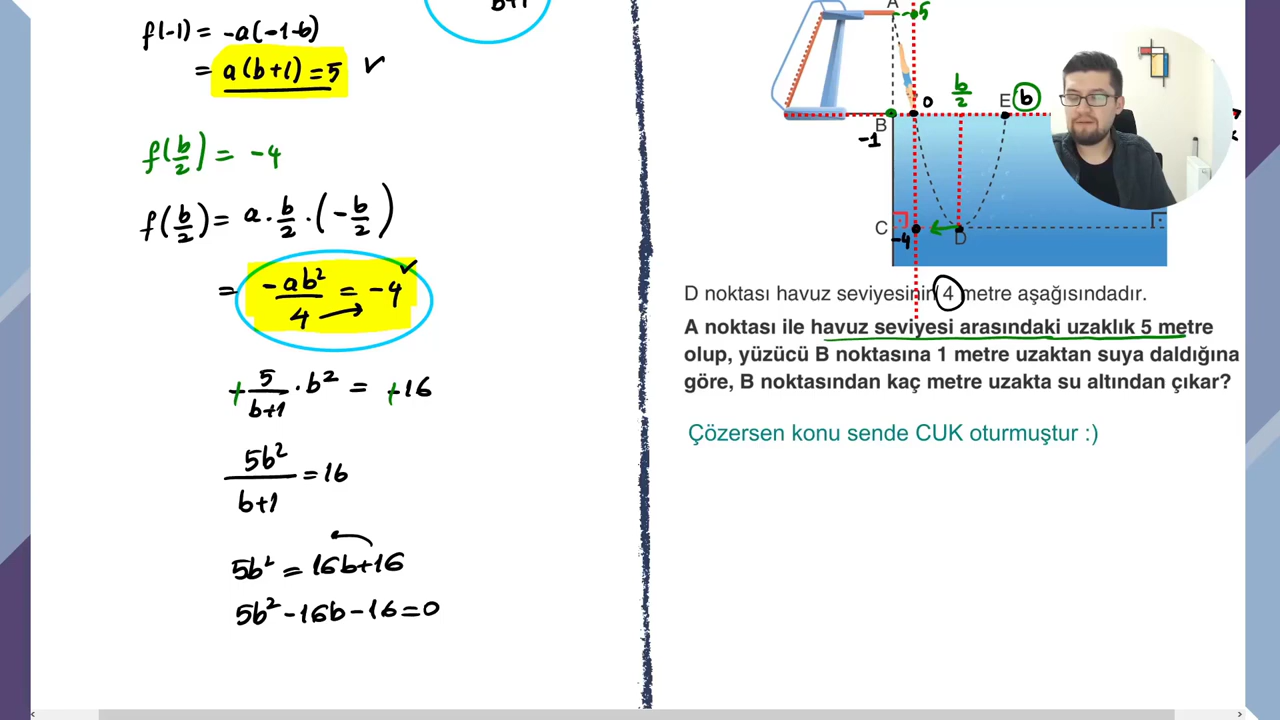 b+1
f(-1) = -a(-1-b)
= a(b+1) = 5 ✓
f(b/2) = -4
f(b/2) = a · b/2 · (-b/2)
= -ab²/4 = -4 ✓
+ 5/(b+1) · b² = +16
5b²/(b+1) = 16
5b² = 16b+16
5b² - 16b - 16 = 0
A → 5
B 0 b/2 E b
-1
C -4 D
D noktası havuz seviyesinin 4 metre aşağısındadır.
A noktası ile havuz seviyesi arasındaki uzaklık 5 metre
olup, yüzücü B noktasına 1 metre uzaktan suya daldığına
göre, B noktasından kaç metre uzakta su altından çıkar?
Çözersen konu sende CUK oturmuştur :)